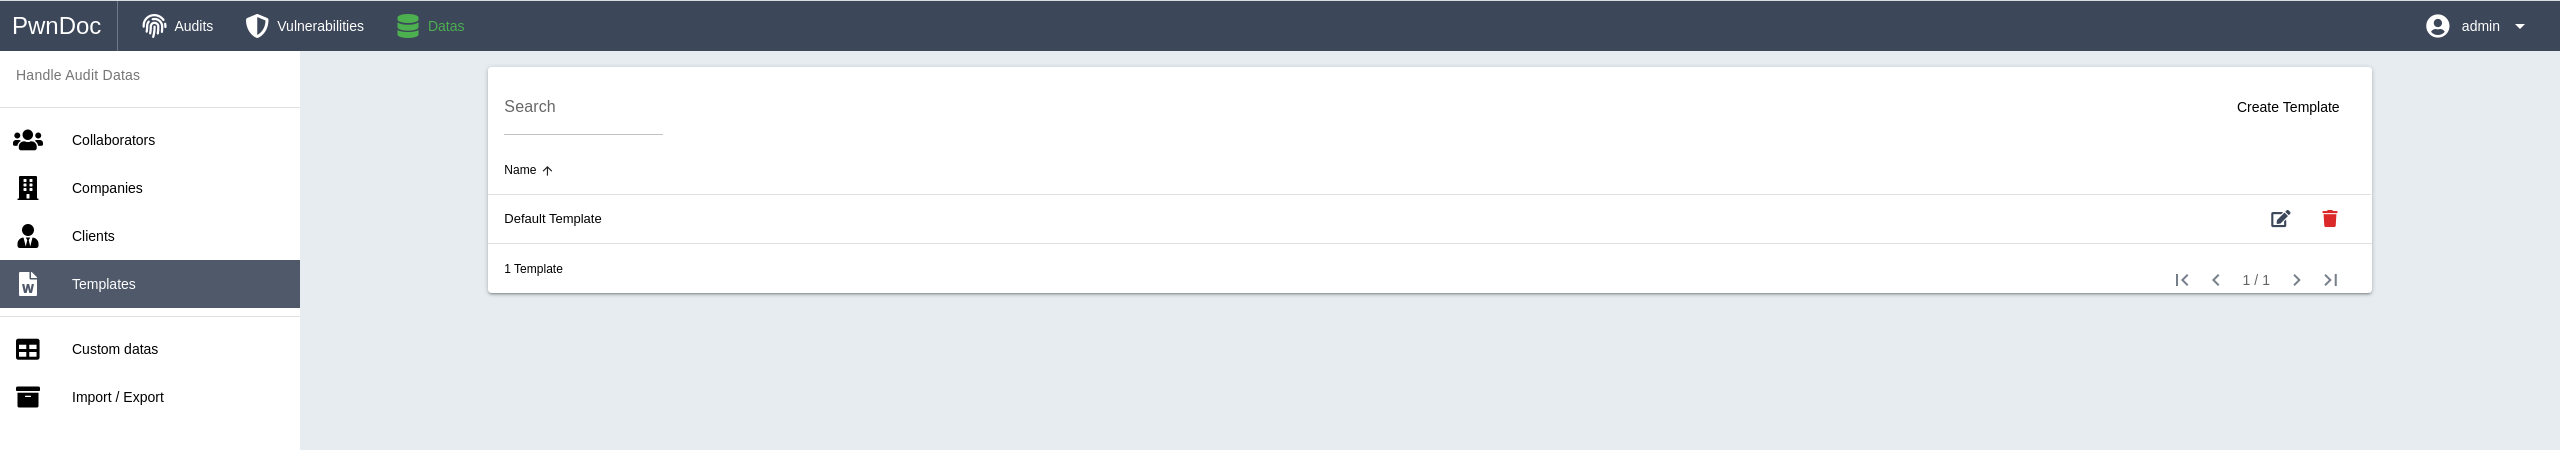 PwnDoc Audits Vulnerabilities Datas admin
Handle Audit Datas
Collaborators
Companies
Clients
Templates
Custom datas
Import / Export
Search
Create Template
Name
Default Template
1 Template
1 / 1